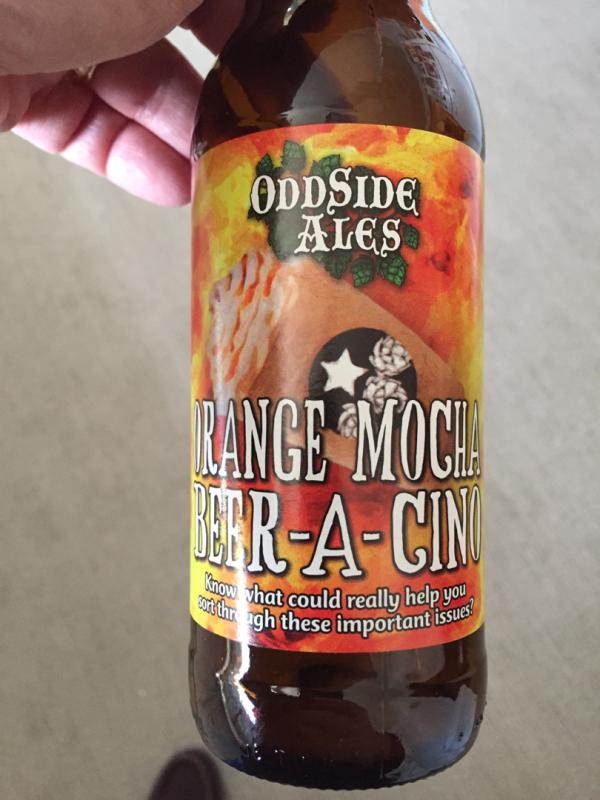 ODDSIDE
ALES
ORANGE MOCHA
BEER-A-CINO
Know what could really help you
sort through these important issues?